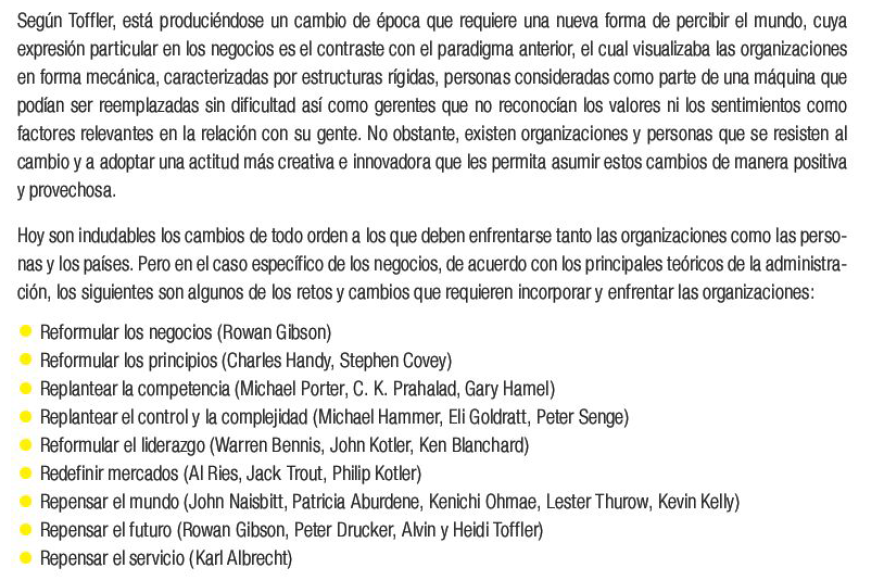 Según Toffler, está produciéndose un cambio de época que requiere una nueva forma de percibir el mundo, cuya
expresión particular en los negocios es el contraste con el paradigma anterior, el cual visualizaba las organizaciones
en forma mecánica, caracterizadas por estructuras rígidas, personas consideradas como parte de una máquina que
podían ser reemplazadas sin dificultad así como gerentes que no reconocían los valores ni los sentimientos como
factores relevantes en la relación con su gente. No obstante, existen organizaciones y personas que se resisten al
cambio y a adoptar una actitud más creativa e innovadora que les permita asumir estos cambios de manera positiva
y provechosa.
Hoy son indudables los cambios de todo orden a los que deben enfrentarse tanto las organizaciones como las perso-
nas y los países. Pero en el caso específico de los negocios, de acuerdo con los principales teóricos de la administra-
ción, los siguientes son algunos de los retos y cambios que requieren incorporar y enfrentar las organizaciones:
● Reformular los negocios (Rowan Gibson)
● Reformular los principios (Charles Handy, Stephen Covey)
● Replantear la competencia (Michael Porter, C. K. Prahalad, Gary Hamel)
● Replantear el control y la complejidad (Michael Hammer, Eli Goldratt, Peter Senge)
● Reformular el liderazgo (Warren Bennis, John Kotler, Ken Blanchard)
● Redefinir mercados (Al Ries, Jack Trout, Philip Kotler)
● Repensar el mundo (John Naisbitt, Patricia Aburdene, Kenichi Ohmae, Lester Thurow, Kevin Kelly)
● Repensar el futuro (Rowan Gibson, Peter Drucker, Alvin y Heidi Toffler)
● Repensar el servicio (Karl Albrecht)